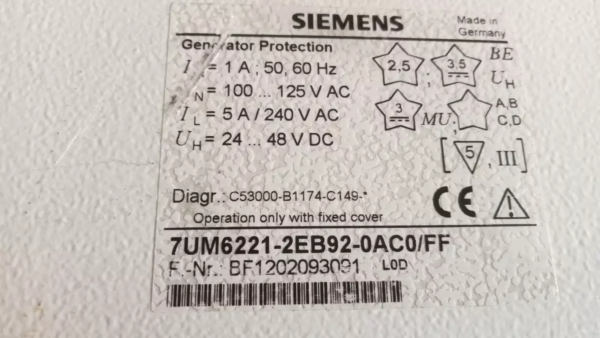 SIEMENS
Made in
Germany
Generator Protection
I N = 1 A ; 50, 60 Hz
U N = 100 ... 125 V AC
I L = 5 A / 240 V AC
U H = 24 ... 48 V DC
2,5 ; 3,5 BE
U H
3 MU; A,B
C,D
[ 5 , III ]
Diagr.: C53000-B1174-C149-*
Operation only with fixed cover
CE
7UM6221-2EB92-0AC0/FF
F.-Nr.: BF1202093091 L0D